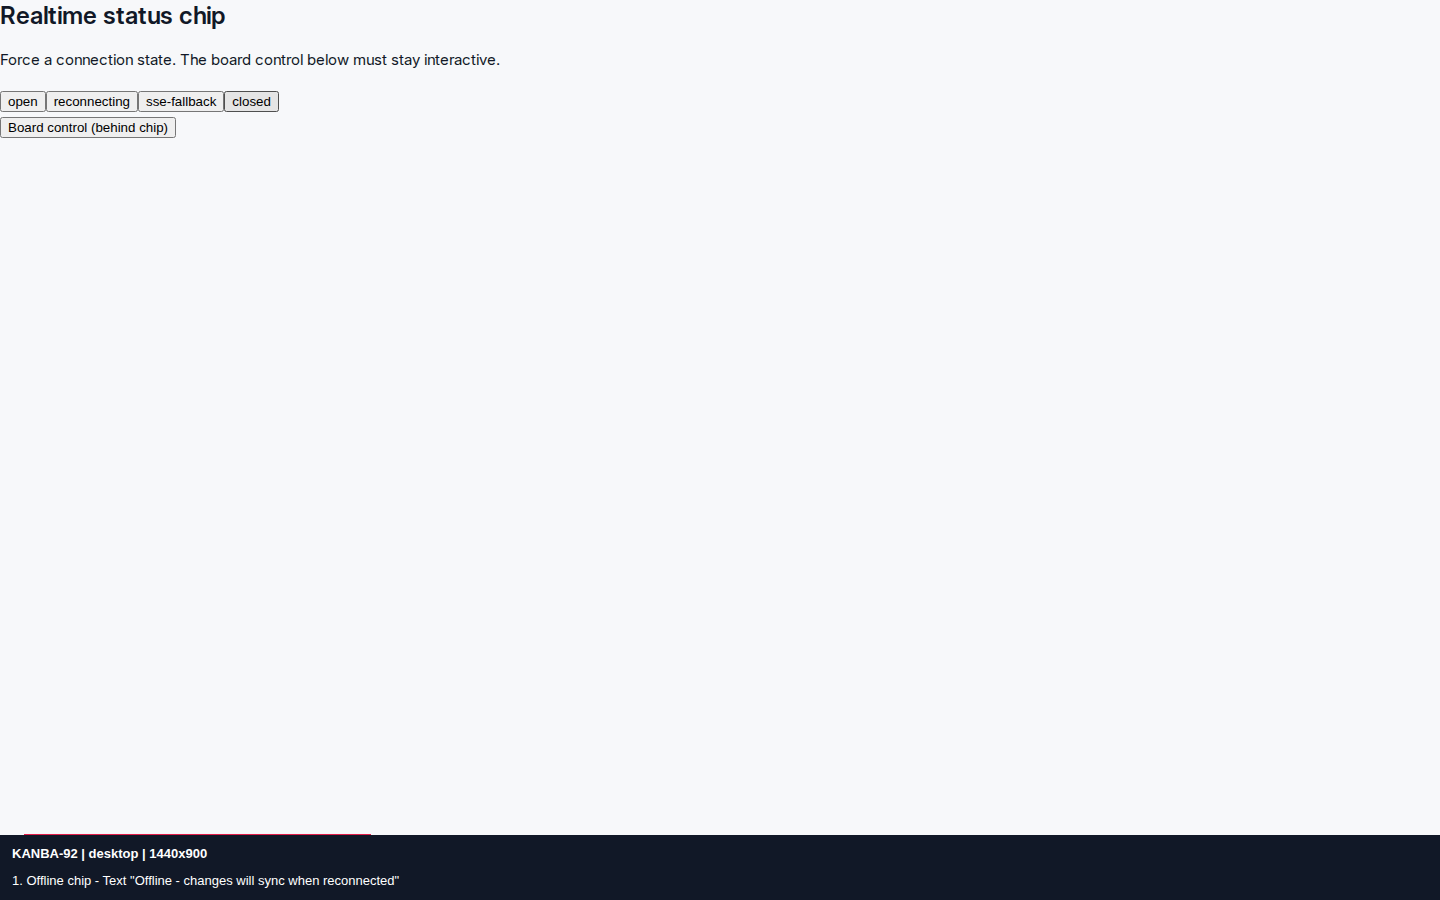 Realtime status chip
Force a connection state. The board control below must stay interactive.
open reconnecting sse-fallback closed
Board control (behind chip)
KANBA-92 | desktop | 1440x900
1. Offline chip - Text "Offline - changes will sync when reconnected"